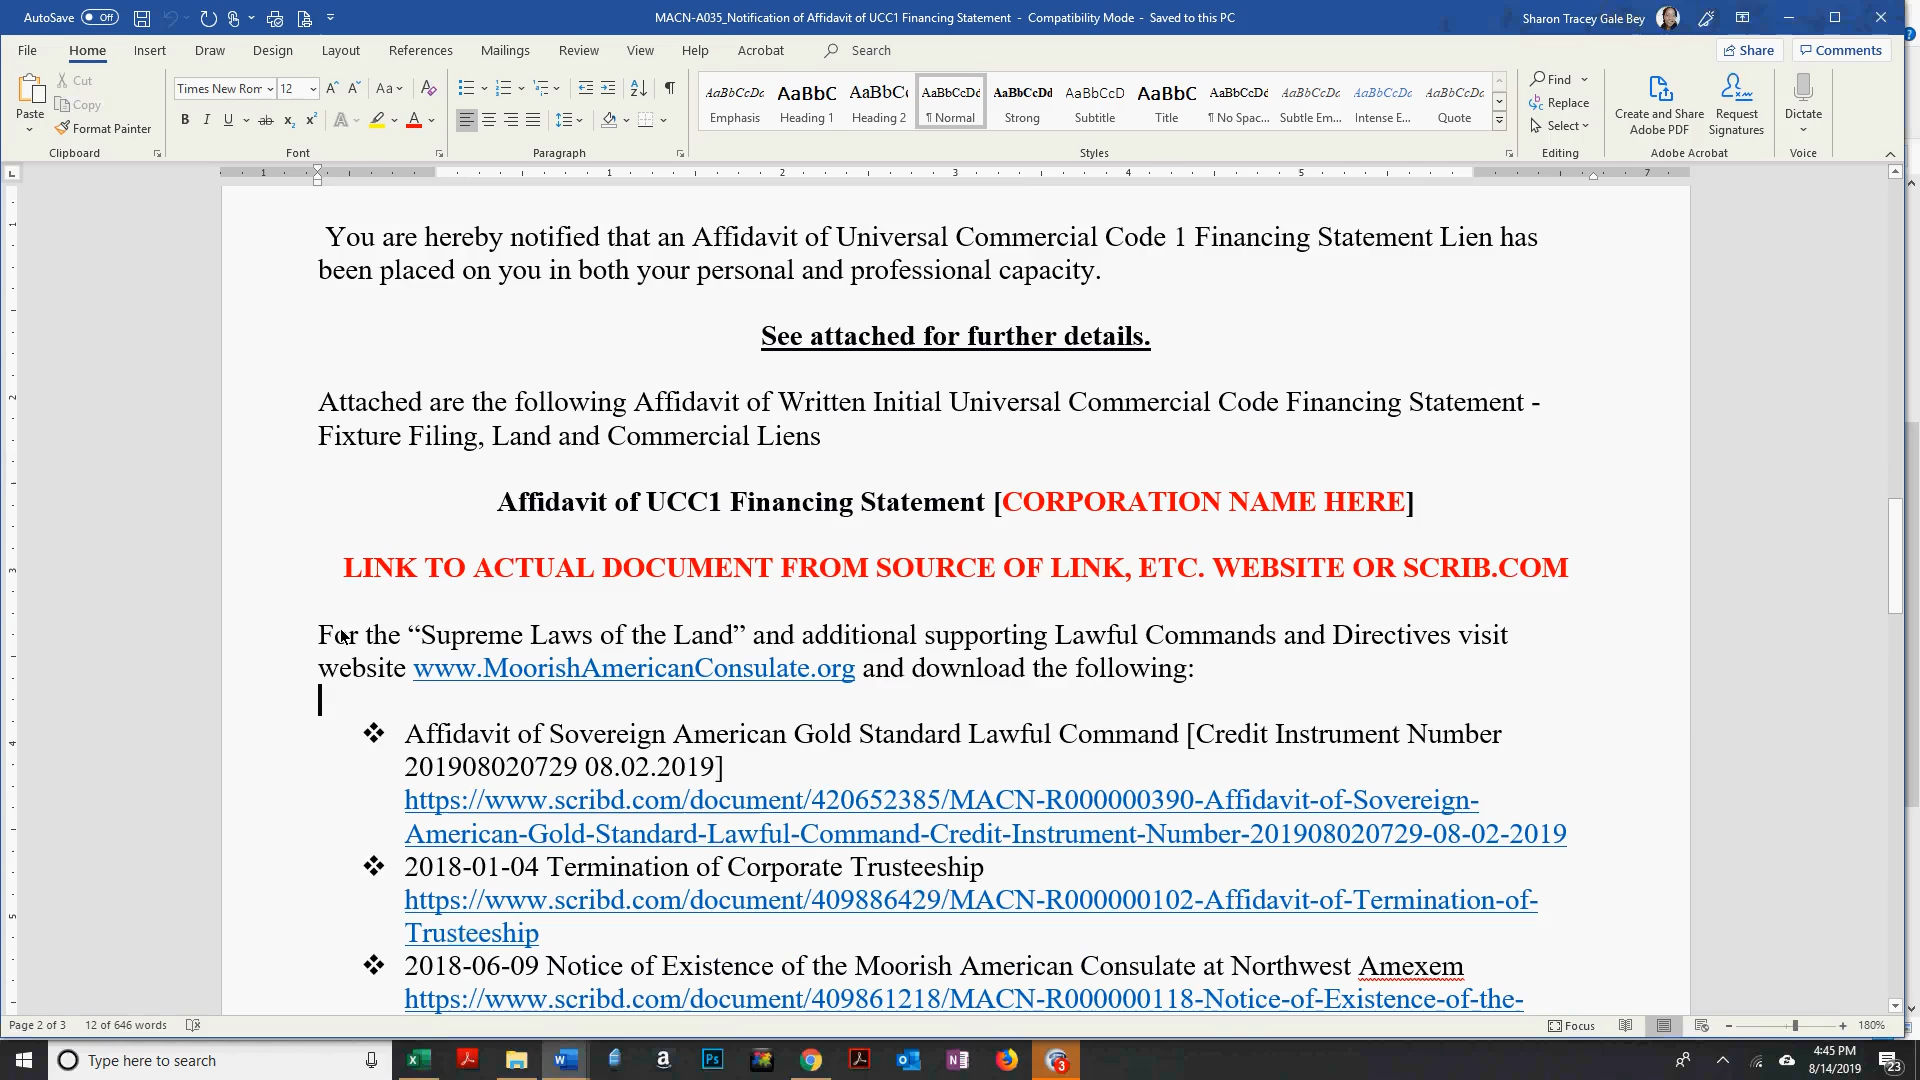 AutoSave Off MACN-A035_Notification of Affidavit of UCC1 Financing Statement - Compatibility Mode - Saved to this PC Sharon Tracey Gale Bey
File Home Insert Draw Design Layout References Mailings Review View Help Acrobat Search Share Comments
Paste Cut Copy Format Painter
Clipboard
Times New Rom 12
Font
Paragraph
AaBbCcDc AaBbC AaBbC AaBbCcDd AaBbCcDd AaBbCcD AaBbC AaBbCcDd AaBbCcDc AaBbCcDc AaBbCcDc
Emphasis Heading 1 Heading 2 ¶ Normal Strong Subtitle Title ¶ No Spac... Subtle Em... Intense E... Quote
Styles
Find
Replace
Select
Editing
Create and Share Adobe PDF
Request Signatures
Adobe Acrobat
Dictate
Voice
1 1 2 3 4 5 7
You are hereby notified that an Affidavit of Universal Commercial Code 1 Financing Statement Lien has
been placed on you in both your personal and professional capacity.
See attached for further details.
Attached are the following Affidavit of Written Initial Universal Commercial Code Financing Statement -
Fixture Filing, Land and Commercial Liens
Affidavit of UCC1 Financing Statement [CORPORATION NAME HERE]
LINK TO ACTUAL DOCUMENT FROM SOURCE OF LINK, ETC. WEBSITE OR SCRIB.COM
For the “Supreme Laws of the Land” and additional supporting Lawful Commands and Directives visit
website www.MoorishAmericanConsulate.org and download the following:
❖ Affidavit of Sovereign American Gold Standard Lawful Command [Credit Instrument Number
201908020729 08.02.2019]
https://www.scribd.com/document/420652385/MACN-R000000390-Affidavit-of-Sovereign-
American-Gold-Standard-Lawful-Command-Credit-Instrument-Number-201908020729-08-02-2019
❖ 2018-01-04 Termination of Corporate Trusteeship
https://www.scribd.com/document/409886429/MACN-R000000102-Affidavit-of-Termination-of-
Trusteeship
❖ 2018-06-09 Notice of Existence of the Moorish American Consulate at Northwest Amexem
https://www.scribd.com/document/409861218/MACN-R000000118-Notice-of-Existence-of-the-
Page 2 of 3 12 of 646 words Focus 180%
Type here to search 4:45 PM
8/14/2019 23